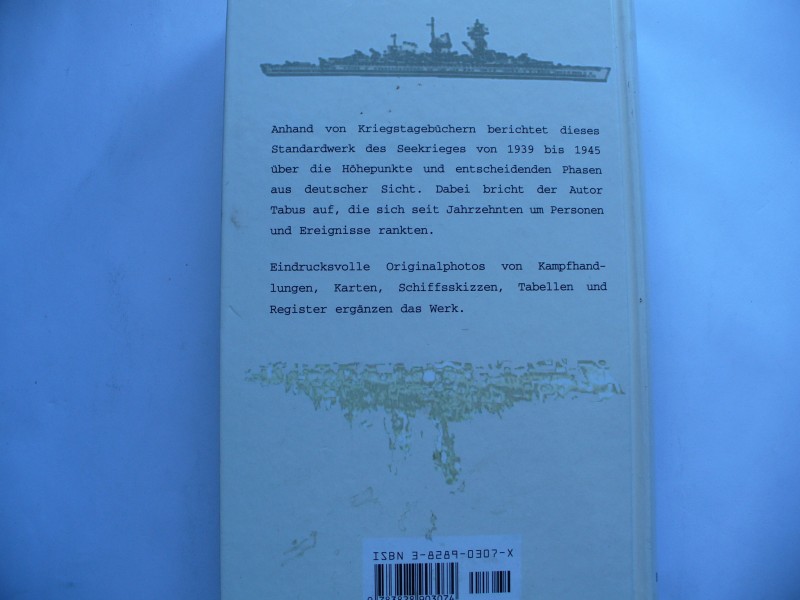 Anhand von Kriegstagebüchern berichtet dieses
Standardwerk des Seekrieges von 1939 bis 1945
über die Höhepunkte und entscheidenden Phasen
aus deutscher Sicht. Dabei bricht der Autor
Tabus auf, die sich seit Jahrzehnten um Personen
und Ereignisse rankten.
Eindrucksvolle Originalphotos von Kampfhand-
lungen, Karten, Schiffsskizzen, Tabellen und
Register ergänzen das Werk.
ISBN 3-8289-0307-X